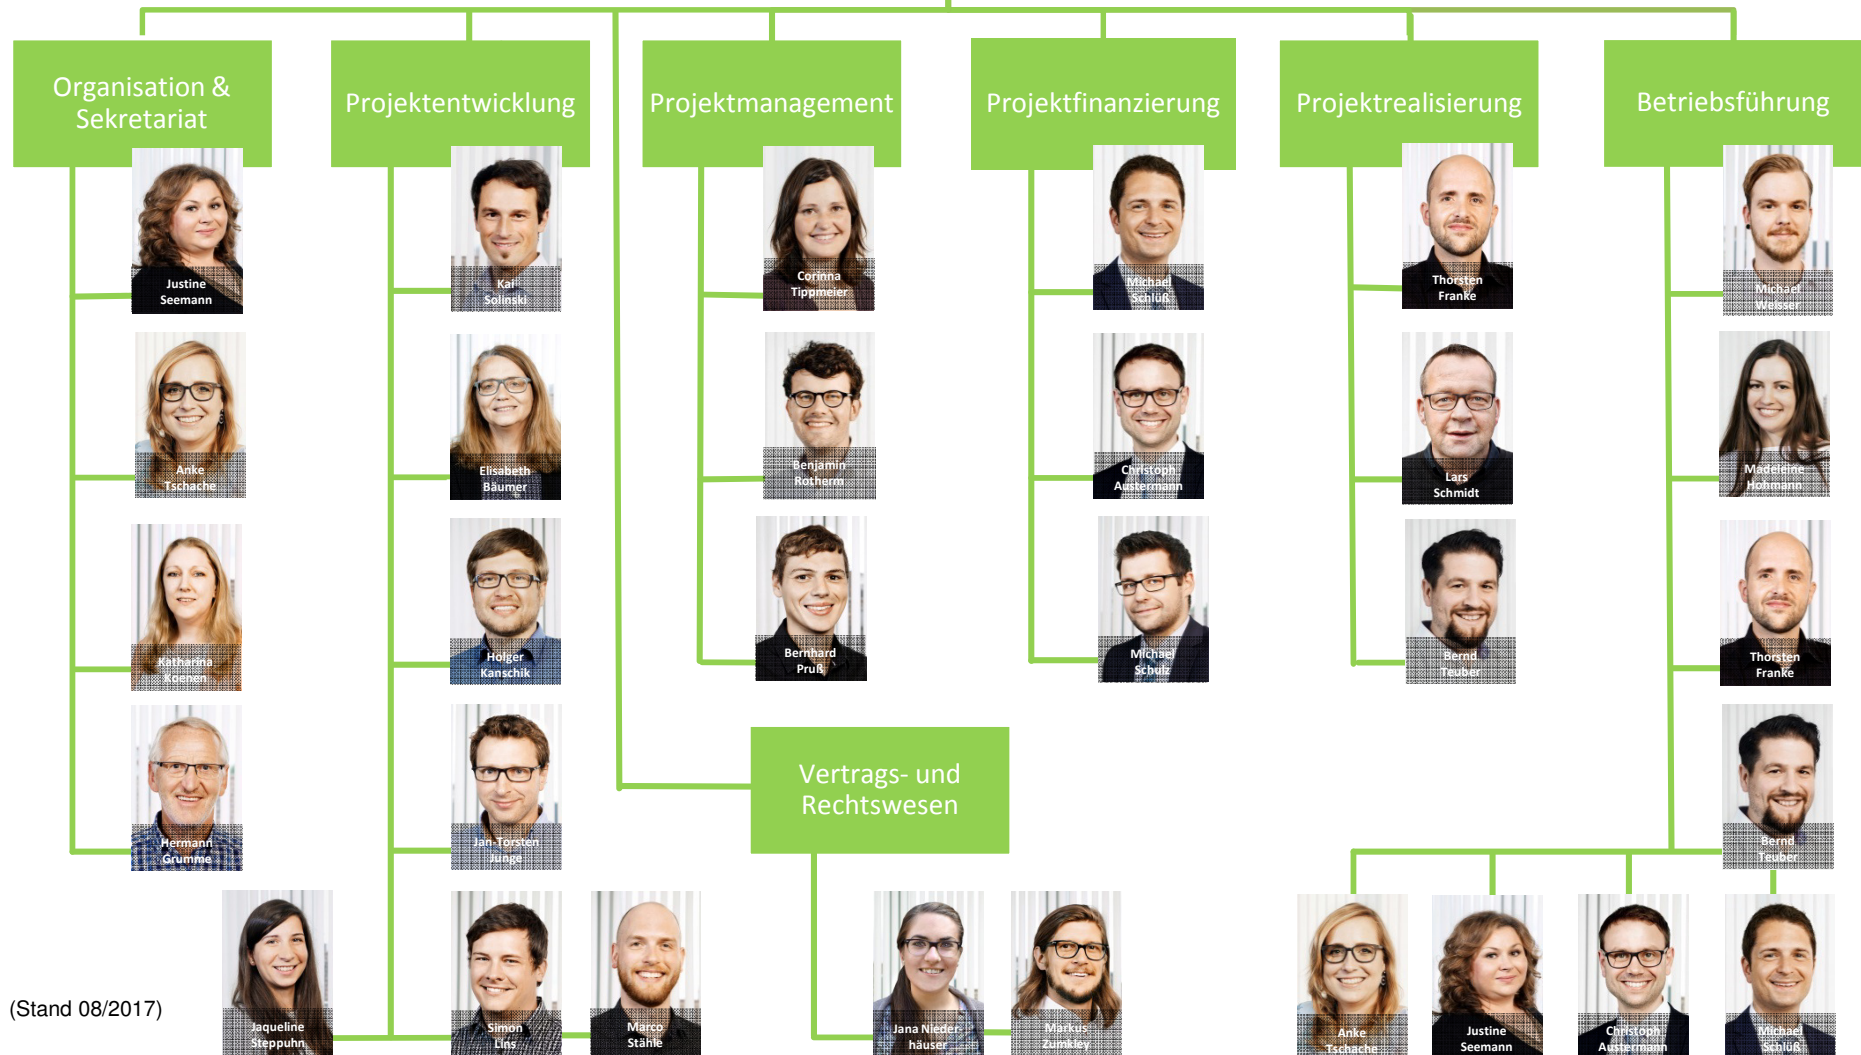 Organisation &
Sekretariat
Projektentwicklung
Projektmanagement
Projektfinanzierung
Projektrealisierung
Betriebsführung
Justine
Seemann
Kai
Solinski
Corinna
Tippmeier
Michael
Schlüß
Thorsten
Franke
Michael
Weisser
Anke
Tschache
Elisabeth
Bäumer
Benjamin
Rotherm
Christoph
Austermann
Lars
Schmidt
Madeleine
Hohmann
Katharina
Koenen
Holger
Kanschik
Bernhard
Pruß
Michael
Schulz
Bernd
Teuber
Thorsten
Franke
Hermann
Grumme
Jan-Torsten
Junge
Vertrags- und
Rechtswesen
Bernd
Teuber
(Stand 08/2017)
Jaqueline
Steppuhn
Simon
Lins
Marco
Stähle
Jana Nieder-
häuser
Markus
Zumkley
Anke
Tschache
Justine
Seemann
Christoph
Austermann
Michael
Schlüß